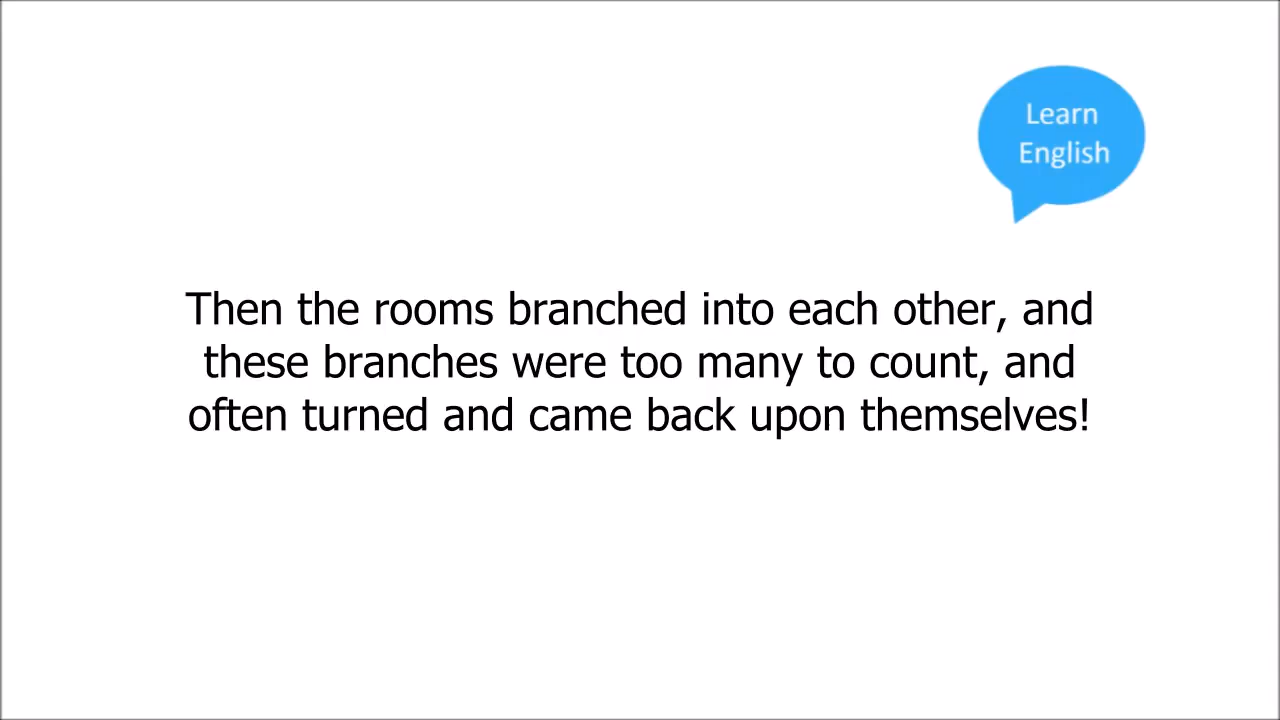 Learn
English
Then the rooms branched into each other, and
these branches were too many to count, and
often turned and came back upon themselves!